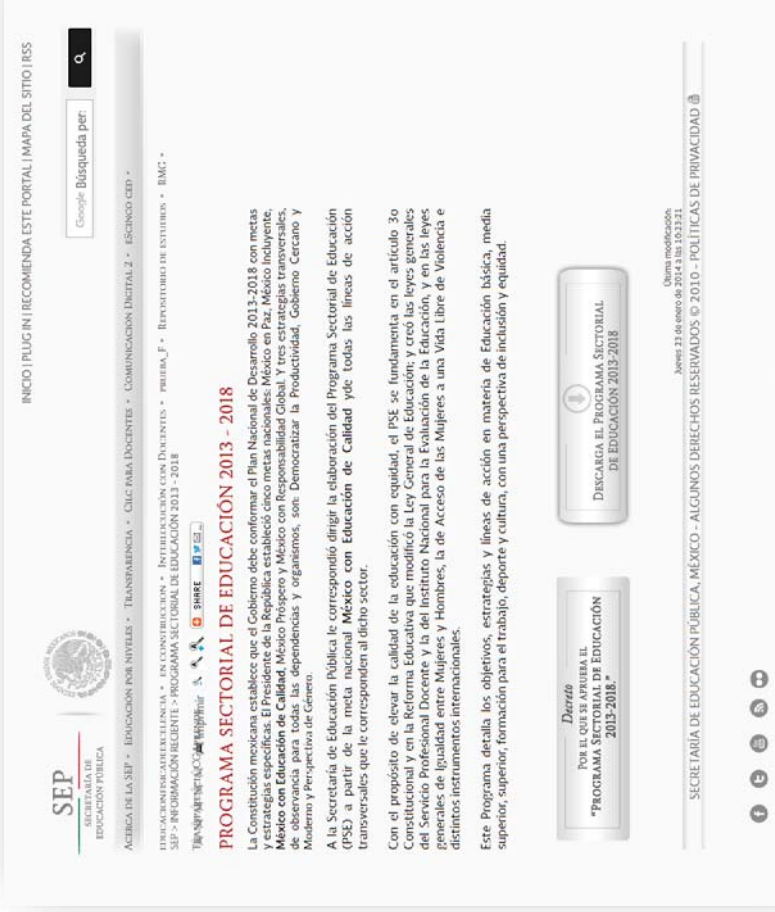 INICIO | PLUG IN | RECOMIENDA ESTE PORTAL | MAPA DEL SITIO | RSS
SEP
SECRETARÍA DE
EDUCACIÓN PÚBLICA
Google Búsqueda per:
ACERCA DE LA SEP • EDUCACION POR NIVELES • TRANSPARENCIA • CILC PARA DOCENTES • COMUNICACIÓN DIGITAL 2 • ESCINCO CED •
EDUCACIONFISICADEEXCELENCIA • EN CONSTRUCCION • INTERLOCUCIÓN CON DOCENTES • PRUEBA_F • REPOSITORIO DE ESTUDIOS • RMG •
SEP > INFORMACIÓN RECIENTE > PROGRAMA SECTORIAL DE EDUCACIÓN 2013 - 2018
Imprimir A A A SHARE
PROGRAMA SECTORIAL DE EDUCACIÓN 2013 - 2018
La Constitución mexicana establece que el Gobierno debe conformar el Plan Nacional de Desarrollo 2013-2018 con metas
y estrategias específicas. El Presidente de la República estableció cinco metas nacionales: México en Paz, México Incluyente,
México con Educación de Calidad, México Próspero y México con Responsabilidad Global. Y tres estrategias transversales,
de observancia para todas las dependencias y organismos, son: Democratizar la Productividad, Gobierno Cercano y
Moderno y Perspectiva de Género.
A la Secretaría de Educación Pública le correspondió dirigir la elaboración del Programa Sectorial de Educación
(PSE) a partir de la meta nacional México con Educación de Calidad yde todas las líneas de acción
transversales que le corresponden al dicho sector.
Con el propósito de elevar la calidad de la educación con equidad, el PSE se fundamenta en el artículo 3o
Constitucional y en la Reforma Educativa que modificó la Ley General de Educación; y creó las leyes generales
del Servicio Profesional Docente y la del Instituto Nacional para la Evaluación de la Educación, y en las leyes
generales de Igualdad entre Mujeres y Hombres, la de Acceso de las Mujeres a una Vida Libre de Violencia e
distintos instrumentos internacionales.
Este Programa detalla los objetivos, estrategias y líneas de acción en materia de Educación básica, media
superior, superior, formación para el trabajo, deporte y cultura, con una perspectiva de inclusión y equidad.
Decreto
POR EL QUE SE APRUEBA EL
"PROGRAMA SECTORIAL DE EDUCACIÓN
2013-2018."
DESCARGA EL PROGRAMA SECTORIAL
DE EDUCACIÓN 2013-2018
Última modificación:
Jueves 23 de enero de 2014 a las 10:23:21
SECRETARÍA DE EDUCACIÓN PÚBLICA, MÉXICO - ALGUNOS DERECHOS RESERVADOS © 2010 - POLÍTICAS DE PRIVACIDAD